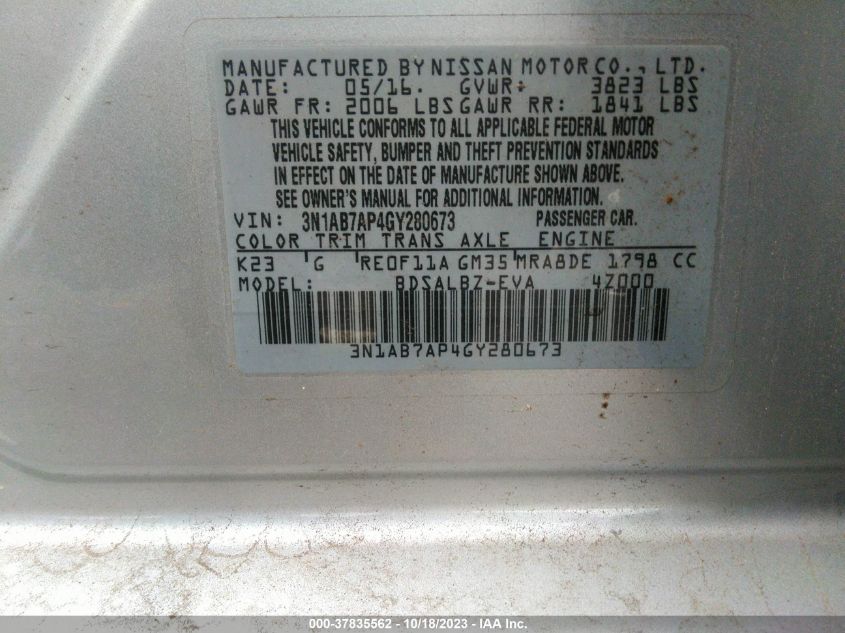 MANUFACTURED BY NISSAN MOTOR CO., LTD.
DATE: 05/16. GVWR: 3823 LBS
GAWR FR: 2006 LBS GAWR RR: 1841 LBS
THIS VEHICLE CONFORMS TO ALL APPLICABLE FEDERAL MOTOR
VEHICLE SAFETY, BUMPER AND THEFT PREVENTION STANDARDS
IN EFFECT ON THE DATE OF MANUFACTURE SHOWN ABOVE.
SEE OWNER'S MANUAL FOR ADDITIONAL INFORMATION.
VIN: 3N1AB7AP4GY280673 PASSENGER CAR.
COLOR TRIM TRANS AXLE ENGINE
K23 G RE0F11A GM35 MRA8DE 1798 CC
MODEL: BDSALBZ-EVA 4Z000
3N1AB7AP4GY280673
000-37835562 - 10/18/2023 - IAA Inc.